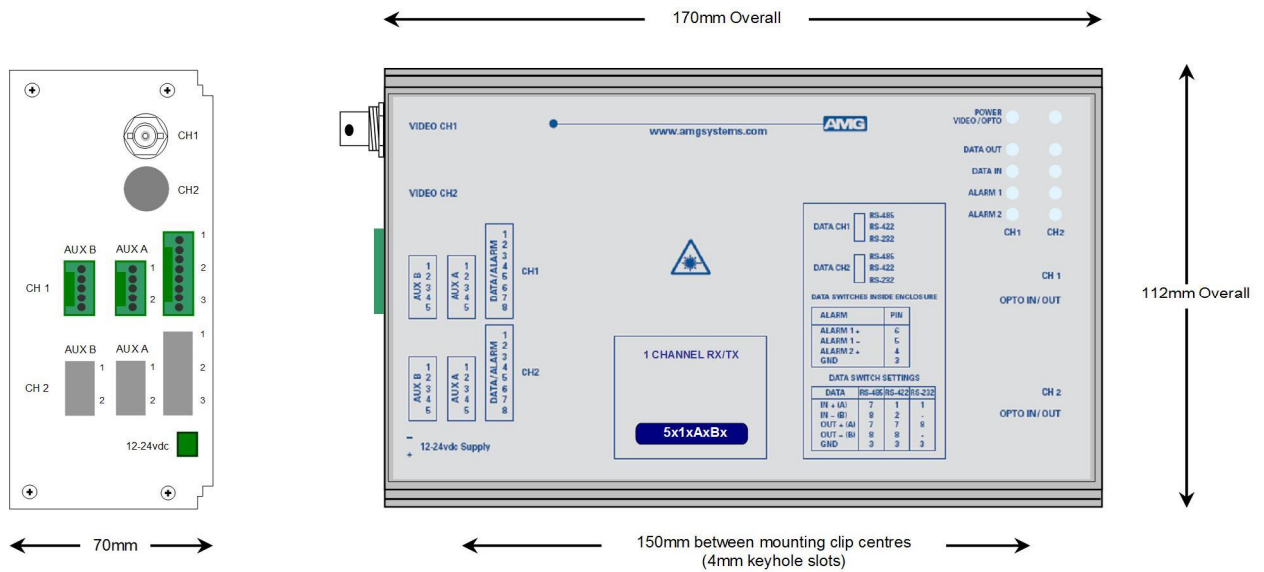 170mm Overall
CH1
CH2
AUX B
AUX A
1
2
1
2
3
CH 1
AUX B
AUX A
1
2
1
2
3
CH 2
12-24vdc
70mm
VIDEO CH1
www.amgsystems.com
AMG
VIDEO CH2
POWER
VIDEO / OPTO
DATA OUT
DATA IN
ALARM 1
ALARM 2
CH1 CH2
AUX B
1
2
3
4
5
AUX A
1
2
3
4
5
DATA/ALARM
1
2
3
4
5
6
7
8
CH1
AUX B
1
2
3
4
5
AUX A
1
2
3
4
5
DATA/ALARM
1
2
3
4
5
6
7
8
CH2
− 12-24vdc Supply
+
1 CHANNEL RX/TX
5x1xAxBx
DATA CH1
RS-485
RS-422
RS-232
DATA CH2
RS-485
RS-422
RS-232
DATA SWITCHES INSIDE ENCLOSURE
ALARM PIN
ALARM 1 + 6
ALARM 1 − 5
ALARM 2 + 4
GND 3
DATA SWITCH SETTINGS
DATA RS-485 RS-422 RS-232
IN + (A) 7 1 1
IN − (B) 8 2 -
OUT + (A) 7 7 8
OUT − (B) 8 8 -
GND 3 3 3
CH 1
OPTO IN / OUT
CH 2
OPTO IN / OUT
112mm Overall
150mm between mounting clip centres
(4mm keyhole slots)